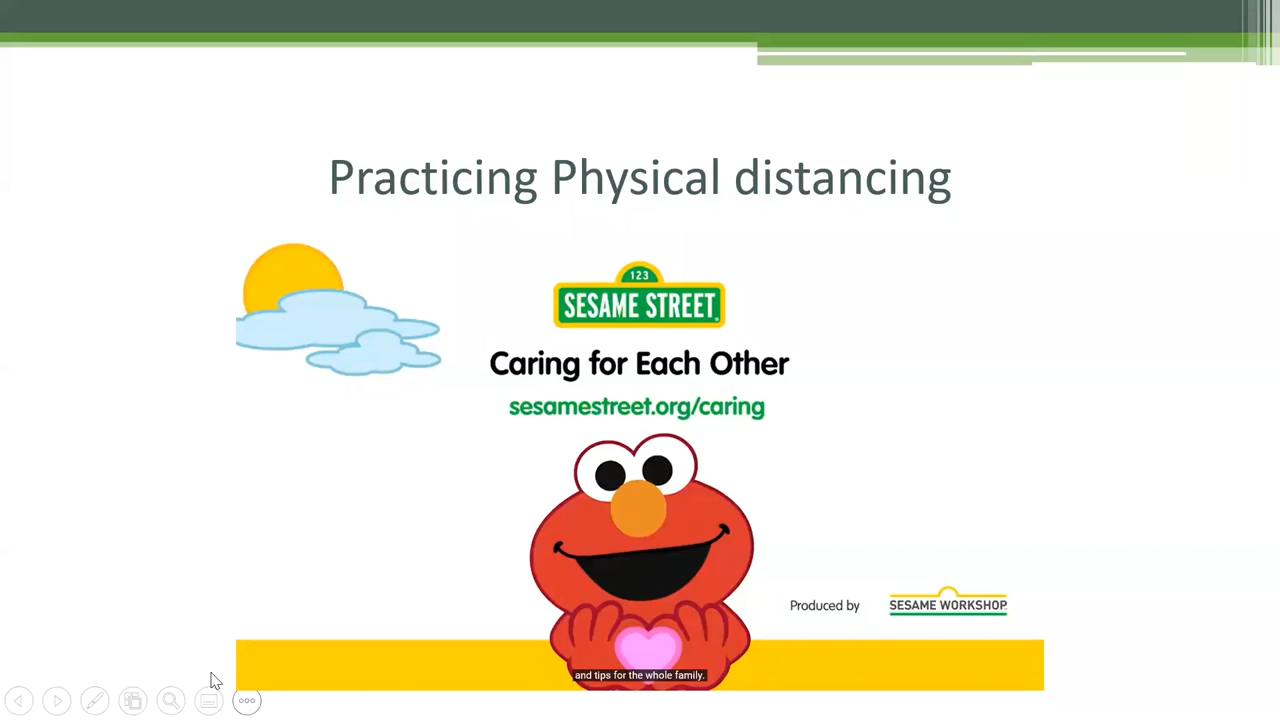 Practicing Physical distancing
123
SESAME STREET
Caring for Each Other
sesamestreet.org/caring
Produced by SESAME WORKSHOP
and tips for the whole family.